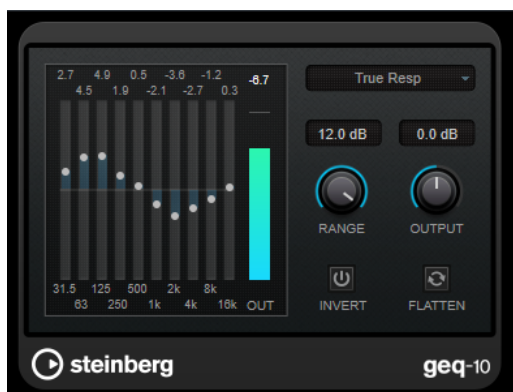 2.7 4.9 0.5 -3.6 -1.2
4.5 1.9 -2.1 -2.7 0.3
-6.7
True Resp
12.0 dB 0.0 dB
RANGE OUTPUT
31.5 125 500 2k 8k
63 250 1k 4k 16k OUT
INVERT FLATTEN
steinberg geq-10